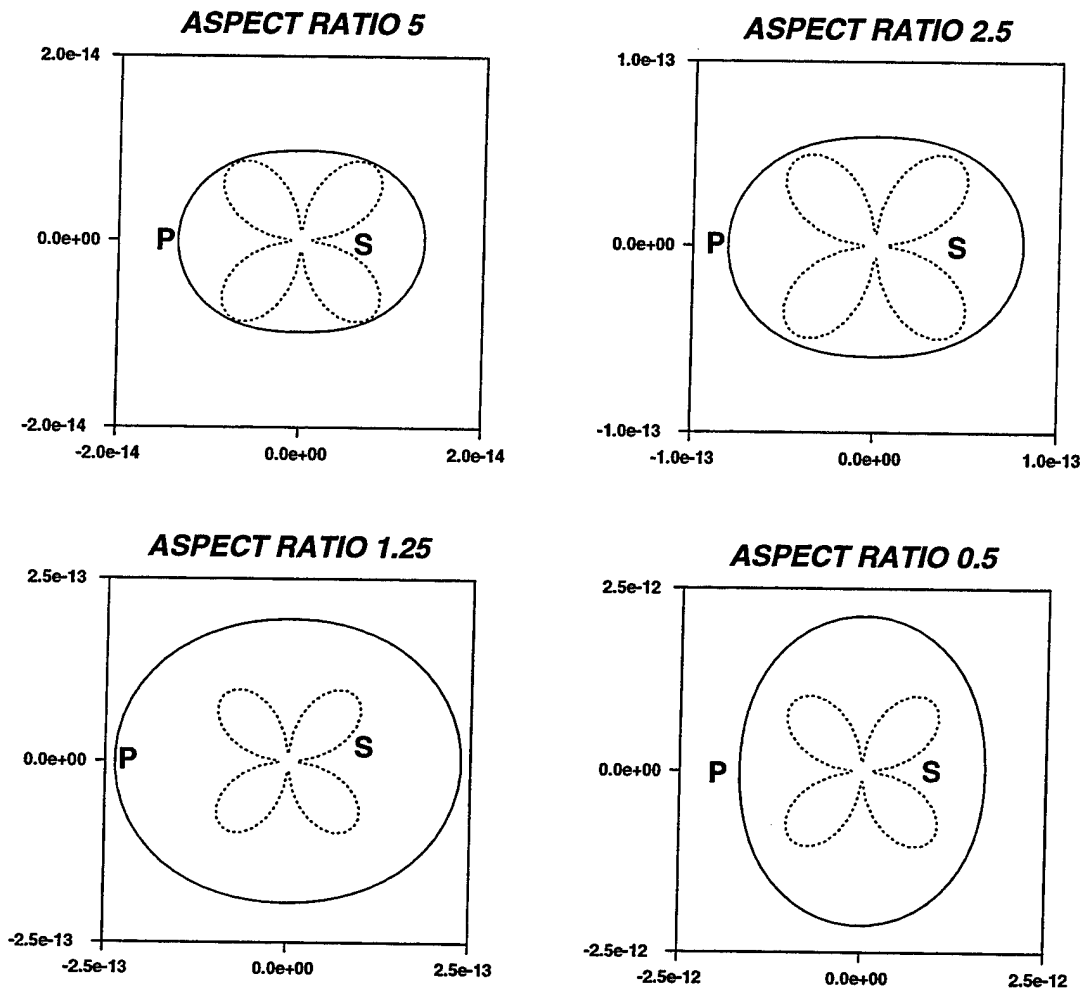 ASPECT RATIO 5
2.0e-14
0.0e+00
P
S
-2.0e-14
-2.0e-14
0.0e+00
2.0e-14
ASPECT RATIO 2.5
1.0e-13
0.0e+00
P
S
-1.0e-13
-1.0e-13
0.0e+00
1.0e-13
ASPECT RATIO 1.25
2.5e-13
0.0e+00
P
S
-2.5e-13
-2.5e-13
0.0e+00
2.5e-13
ASPECT RATIO 0.5
2.5e-12
0.0e+00
P
S
-2.5e-12
-2.5e-12
0.0e+00
2.5e-12